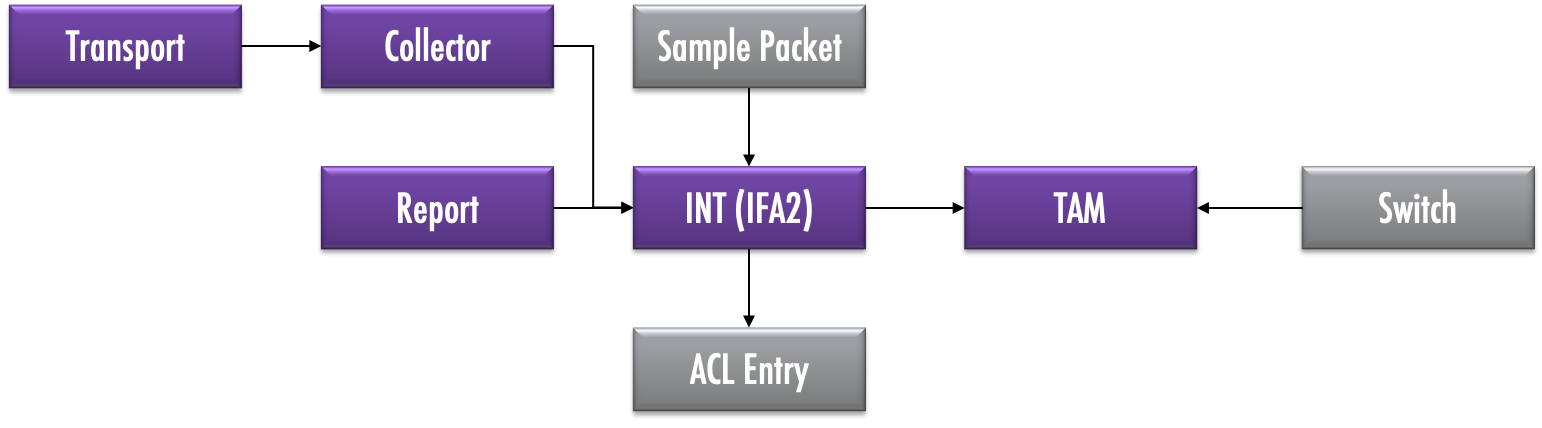 Transport
Collector
Sample Packet
Report
INT (IFA2)
TAM
Switch
ACL Entry